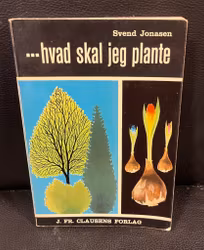 Svend Jonasen
...hvad skal jeg plante
J. FR. CLAUSENS FORLAG